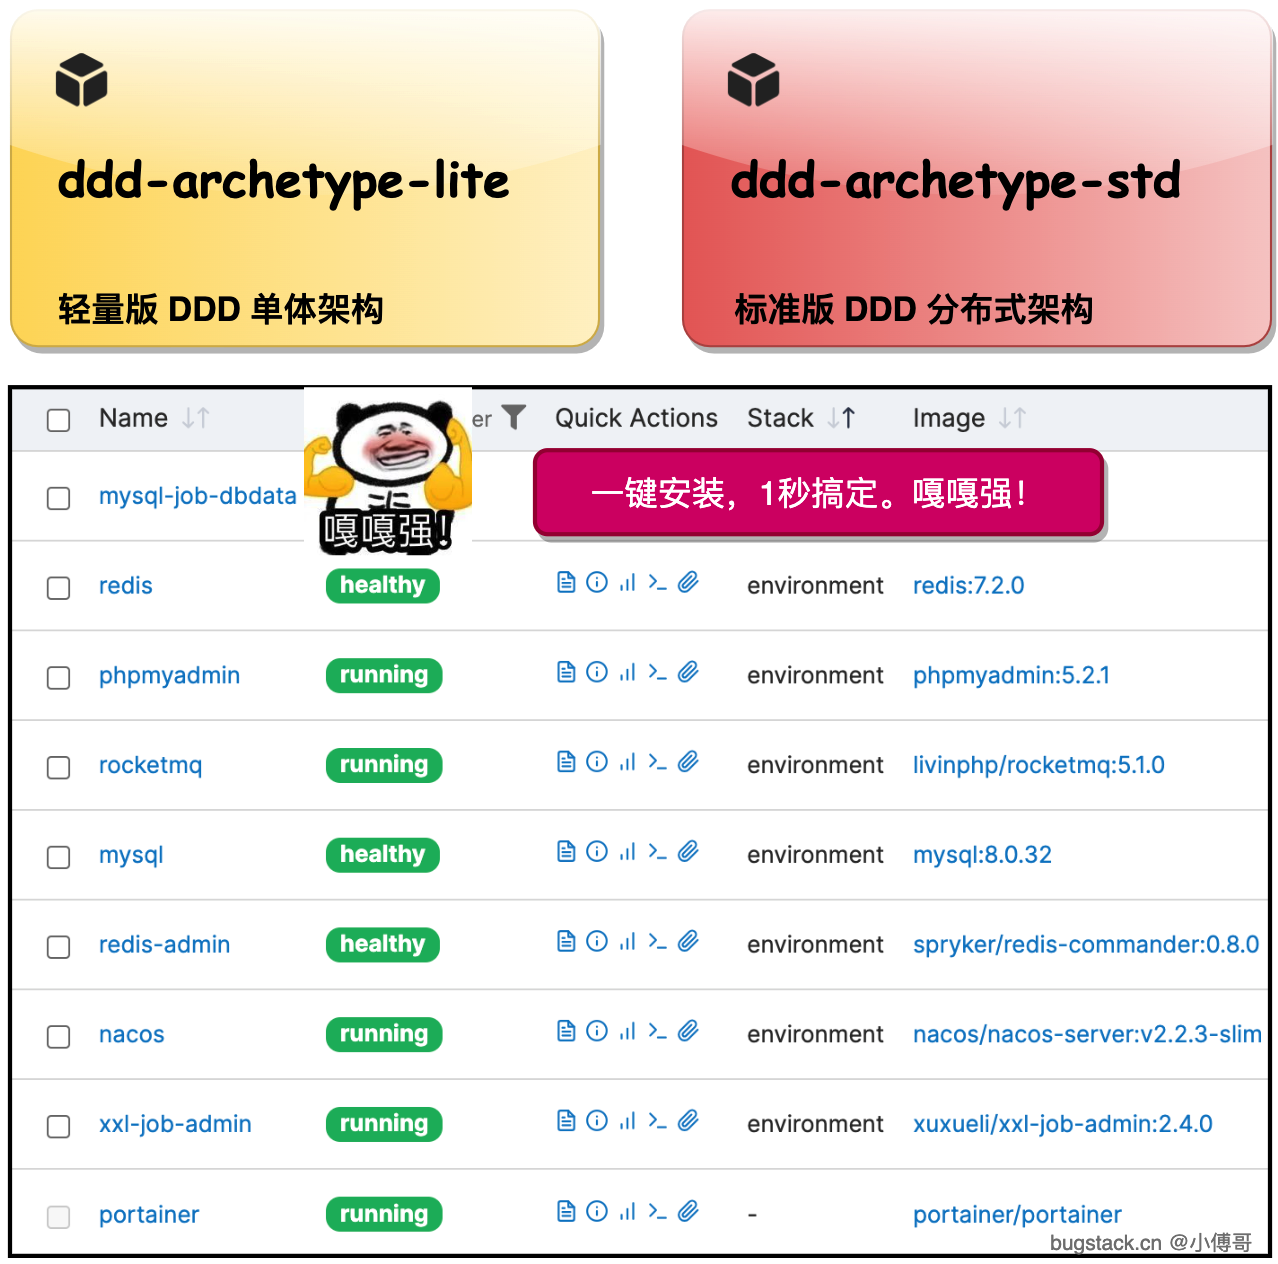 ddd-archetype-lite
轻量版 DDD 单体架构
ddd-archetype-std
标准版 DDD 分布式架构
Name er Quick Actions Stack Image
嘎嘎强!
mysql-job-dbdata
一键安装，1秒搞定。嘎嘎强！
redis healthy environment redis:7.2.0
phpmyadmin running environment phpmyadmin:5.2.1
rocketmq running environment livinphp/rocketmq:5.1.0
mysql healthy environment mysql:8.0.32
redis-admin healthy environment spryker/redis-commander:0.8.0
nacos running environment nacos/nacos-server:v2.2.3-slim
xxl-job-admin running environment xuxueli/xxl-job-admin:2.4.0
portainer running - portainer/portainer
bugstack.cn @小傅哥